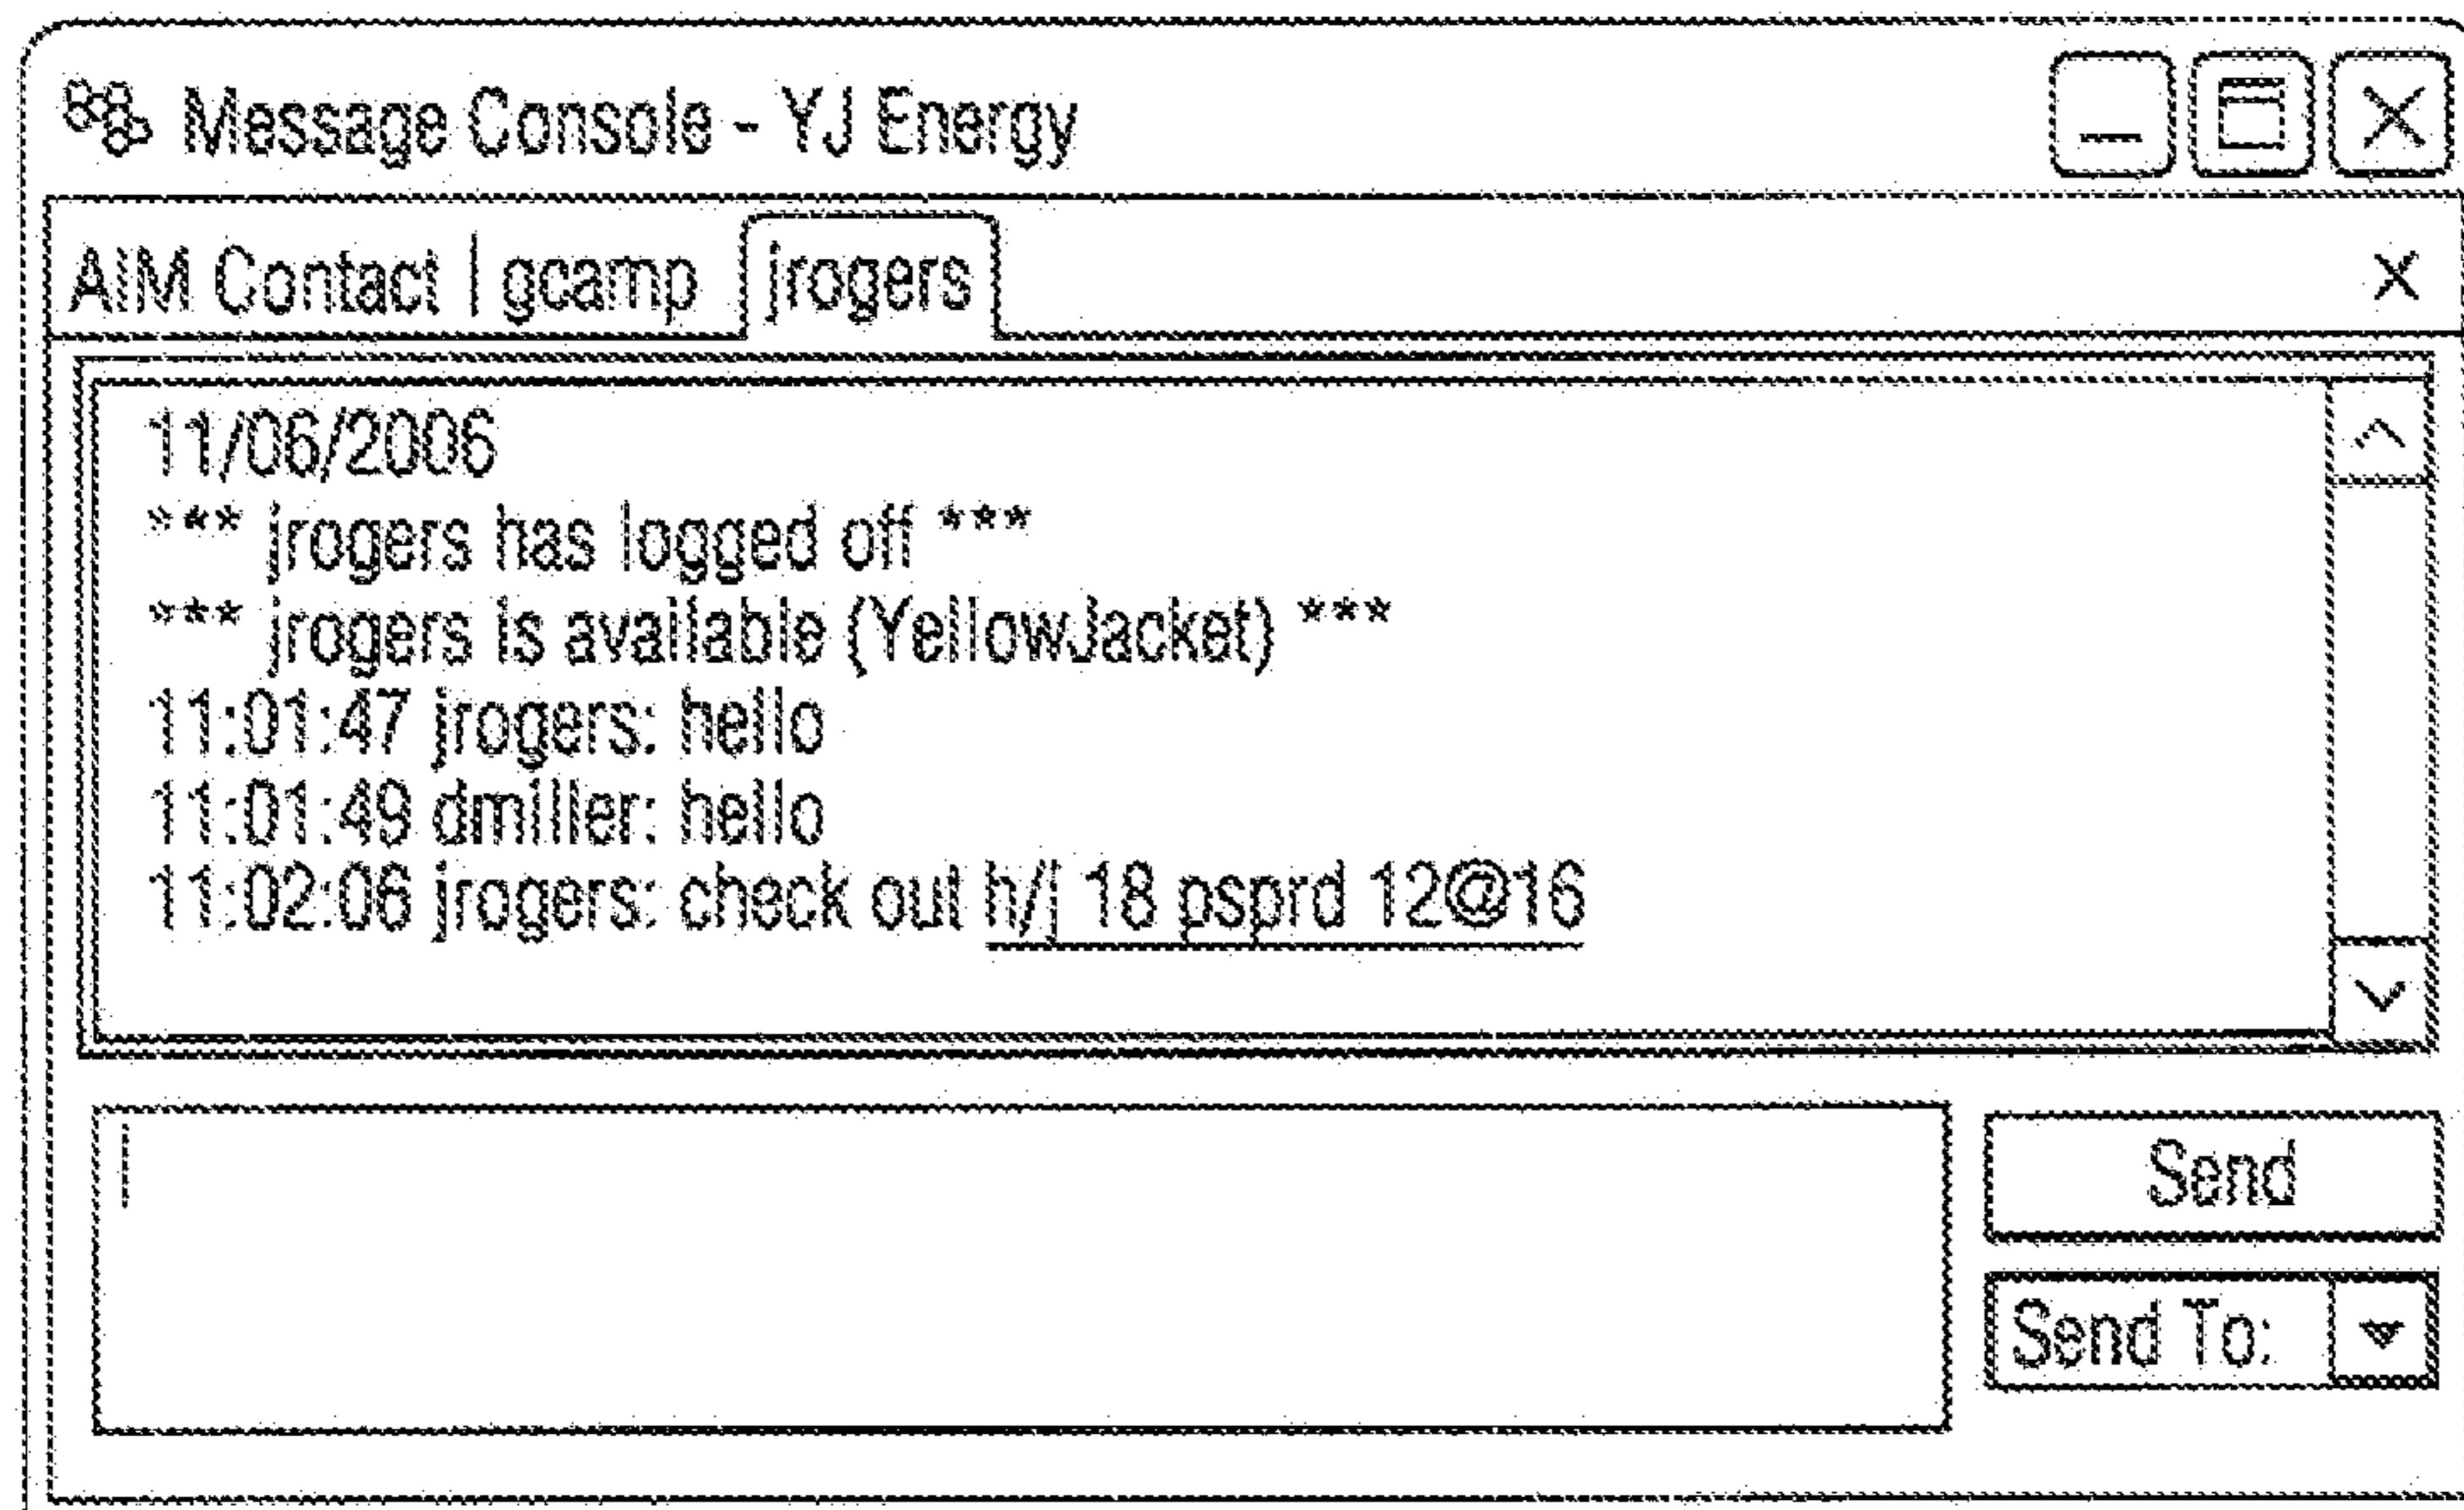 Message Console - YJ Energy
AIM Contact | gcamp jrogers X
11/06/2006
*** jrogers has logged off ***
*** jrogers is available (YellowJacket) ***
11:01:47 jrogers: hello
11:01:49 dmiller: hello
11:02:06 jrogers: check out h/j 18 psprd 12@16
Send
Send To: